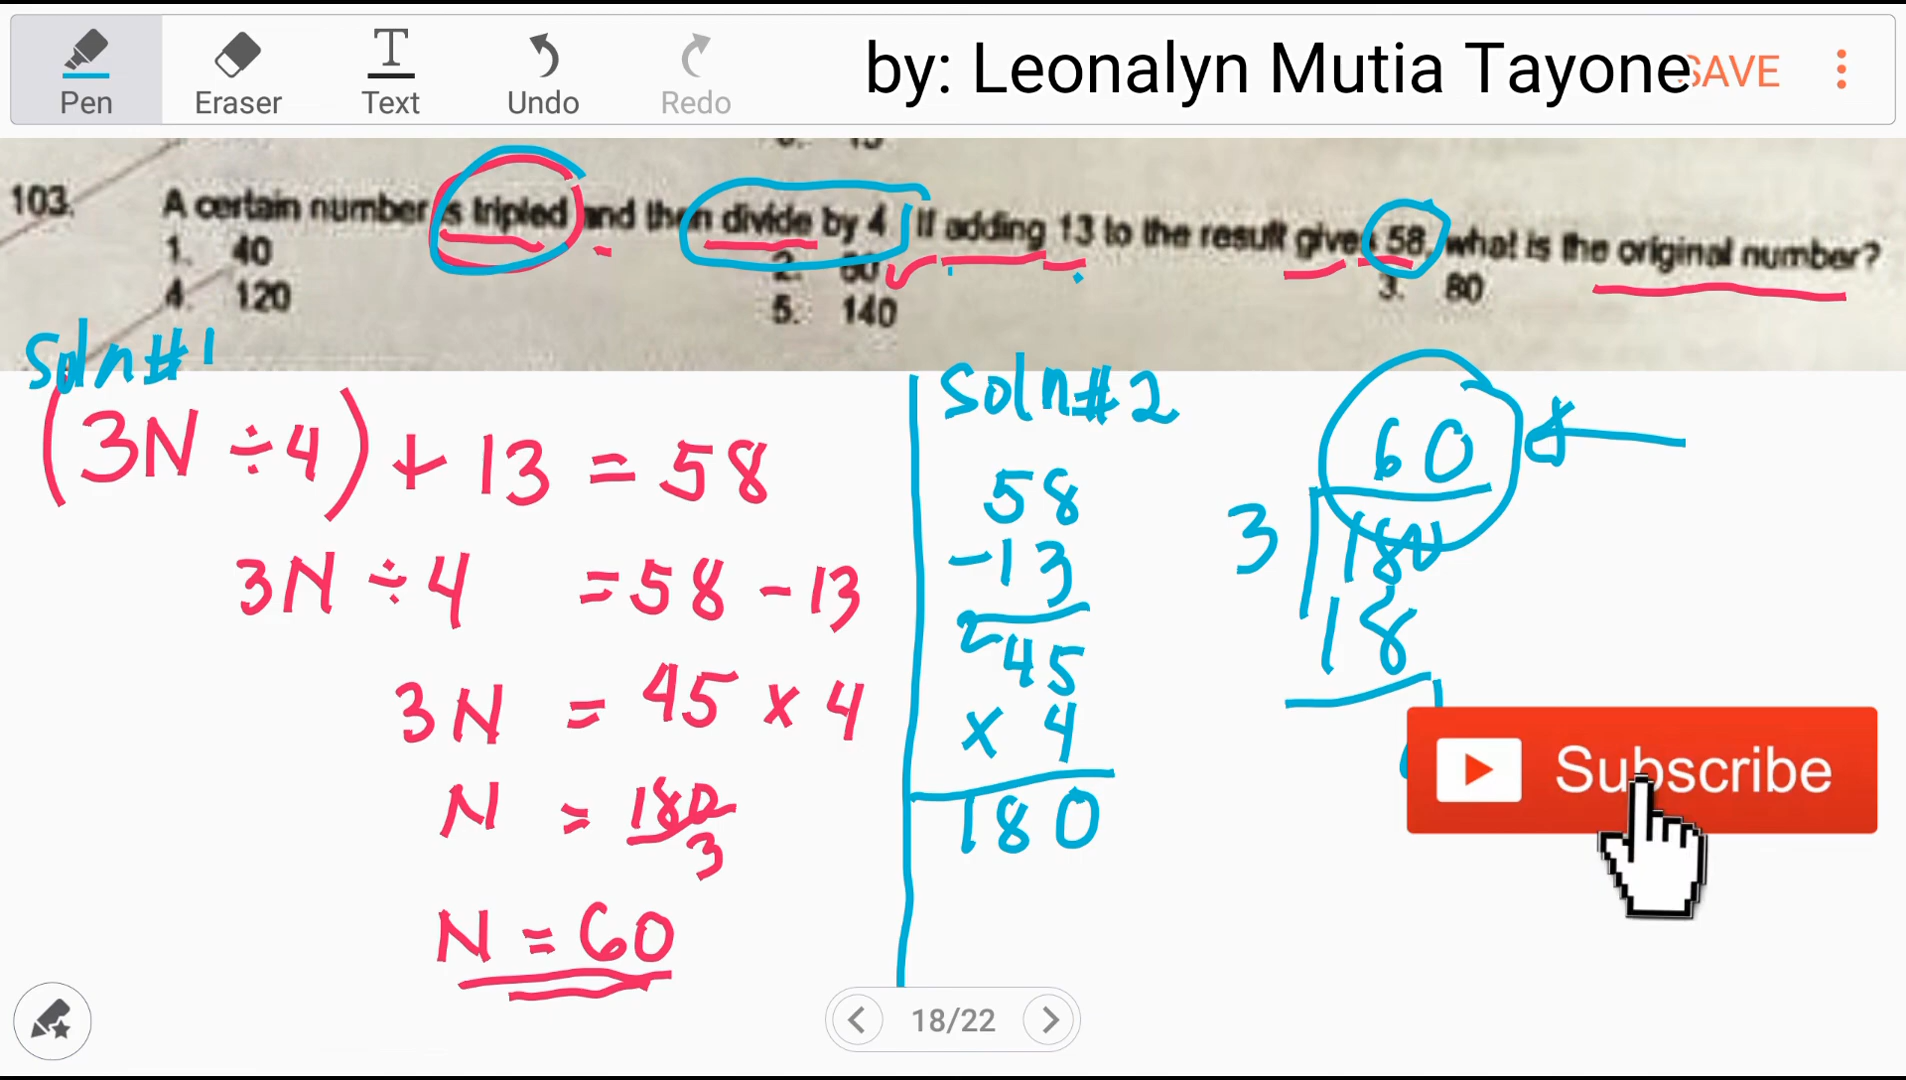 Pen
Eraser
T
Text
Undo
Redo
by: Leonalyn Mutia Tayone
SAVE
103. A certain number is tripled and then divide by 4. If adding 13 to the result gives 58, what is the original number?
1. 40
2. 60
3. 80
4. 120
5. 140
Soln#1
(3N ÷ 4) + 13 = 58
3N ÷ 4 = 58 - 13
3N = 45 x 4
N = 180
3
N = 60
Soln#2
58
-13
45
x 4
180
60
3 180
18
Subscribe
18/22